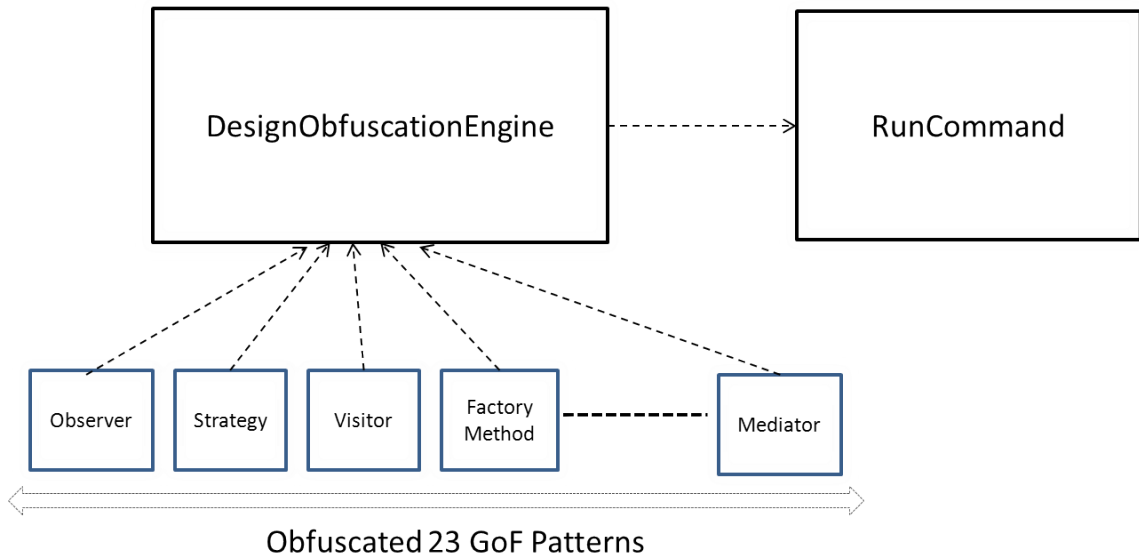 DesignObfuscationEngine
RunCommand
Observer
Strategy
Visitor
Factory
Method
Mediator
Obfuscated 23 GoF Patterns